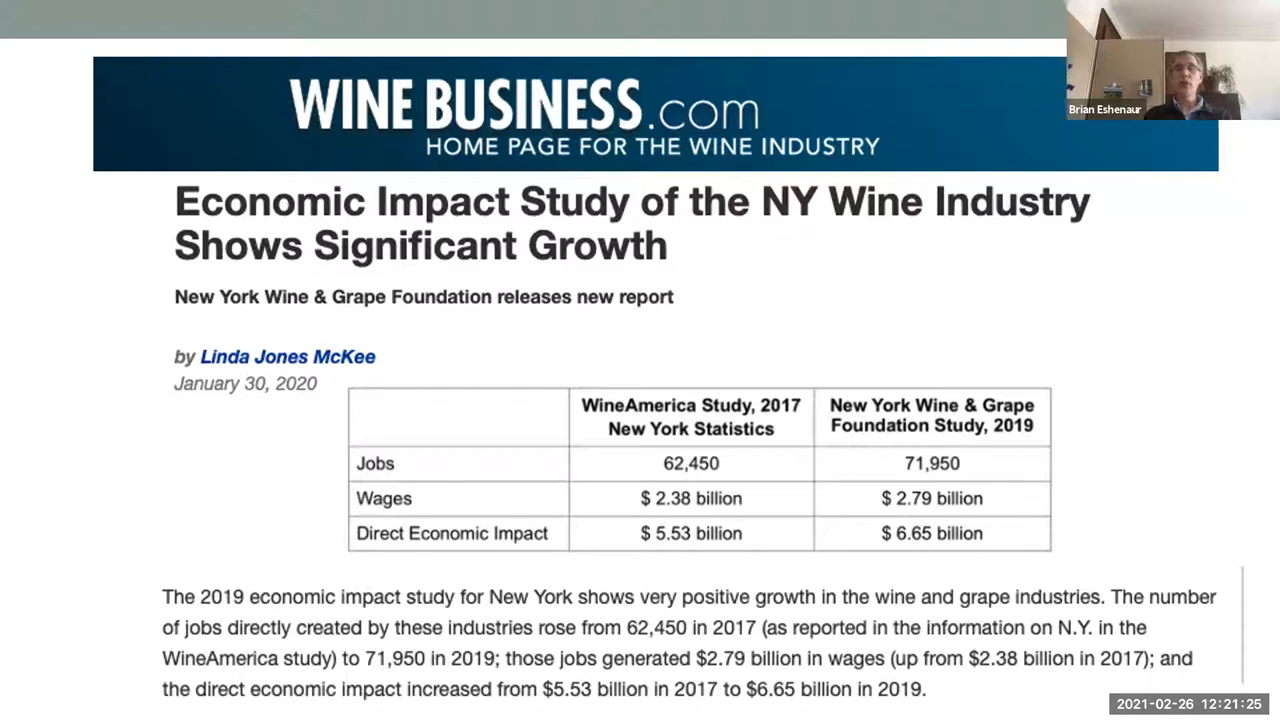 WINE BUSINESS.com
HOME PAGE FOR THE WINE INDUSTRY
Brian Eshenaur
Economic Impact Study of the NY Wine Industry
Shows Significant Growth
New York Wine & Grape Foundation releases new report
by Linda Jones McKee
January 30, 2020
WineAmerica Study, 2017 New York Wine & Grape
New York Statistics Foundation Study, 2019
Jobs 62,450 71,950
Wages $ 2.38 billion $ 2.79 billion
Direct Economic Impact $ 5.53 billion $ 6.65 billion
The 2019 economic impact study for New York shows very positive growth in the wine and grape industries. The number
of jobs directly created by these industries rose from 62,450 in 2017 (as reported in the information on N.Y. in the
WineAmerica study) to 71,950 in 2019; those jobs generated $2.79 billion in wages (up from $2.38 billion in 2017); and
the direct economic impact increased from $5.53 billion in 2017 to $6.65 billion in 2019.
2021-02-26 12:21:25